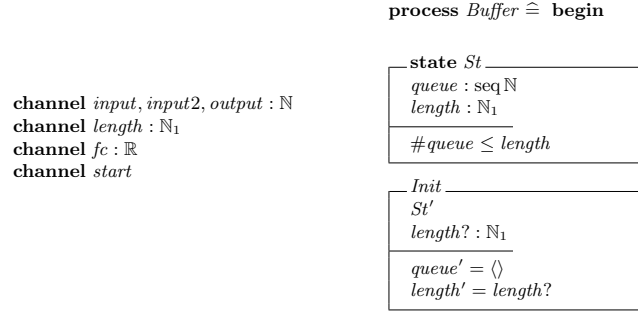 channel input, input2, output : ℕ
channel length : ℕ₁
channel fc : ℝ
channel start
process Buffer ≙ begin
state St
queue : seq ℕ
length : ℕ₁
#queue ≤ length
Init
St′
length? : ℕ₁
queue′ = ⟨⟩
length′ = length?